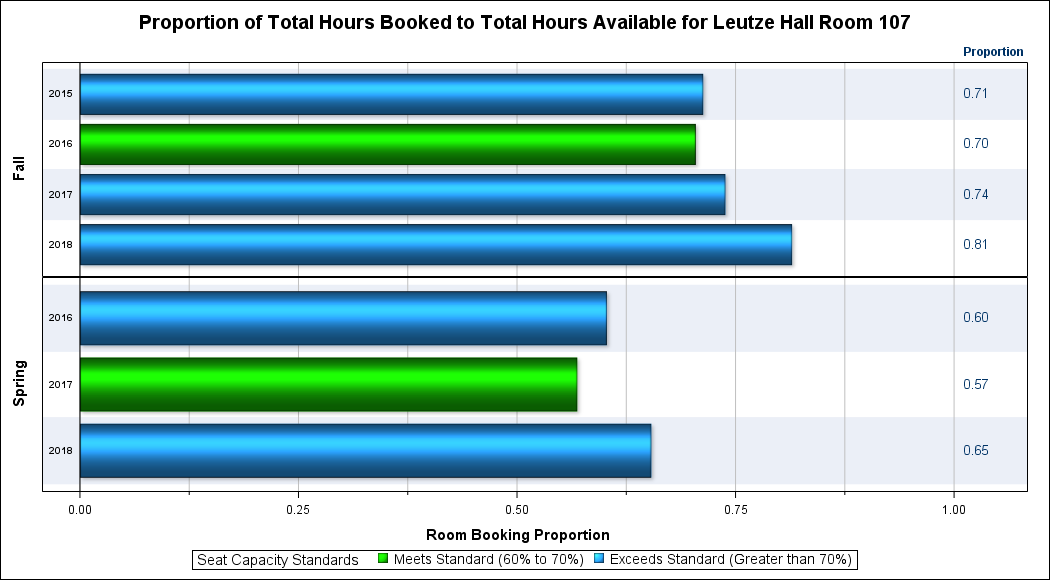 Proportion of Total Hours Booked to Total Hours Available for Leutze Hall Room 107
Proportion
Fall
2015 0.71
2016 0.70
2017 0.74
2018 0.81
Spring
2016 0.60
2017 0.57
2018 0.65
0.00 0.25 0.50 0.75 1.00
Room Booking Proportion
Seat Capacity Standards Meets Standard (60% to 70%) Exceeds Standard (Greater than 70%)